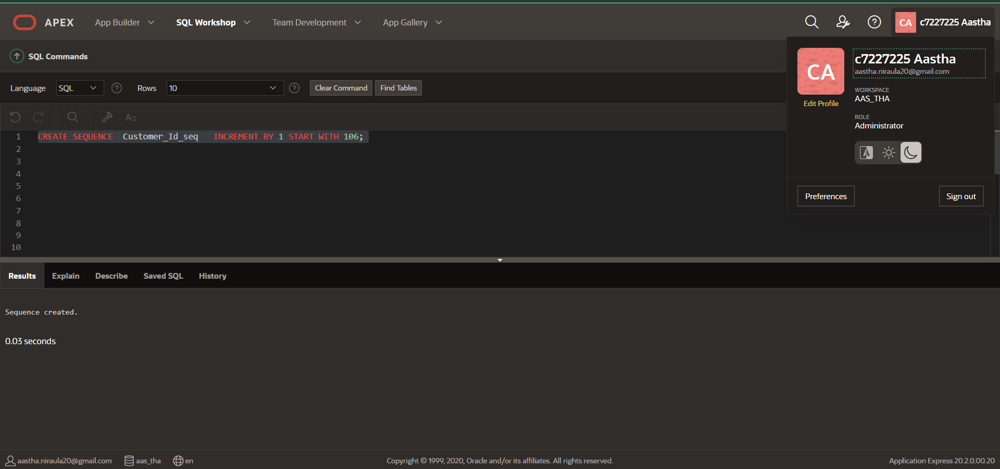 APEX App Builder SQL Workshop Team Development App Gallery ? CA c7227225 Aastha
SQL Commands
Language SQL ? Rows 10 ? Clear Command Find Tables
CA
c7227225 Aastha
aastha.niraula20@gmail.com
Edit Profile
WORKSPACE
AAS_THA
ROLE
Administrator
Preferences Sign out
A::
1 CREATE SEQUENCE  Customer_Id_seq   INCREMENT BY 1 START WITH 106;
2
3
4
5
6
7
8
9
10
Results Explain Describe Saved SQL History
Sequence created.
0.03 seconds
aastha.niraula20@gmail.com aas_tha en Copyright © 1999, 2020, Oracle and/or its affiliates. All rights reserved. Application Express 20.2.0.00.20